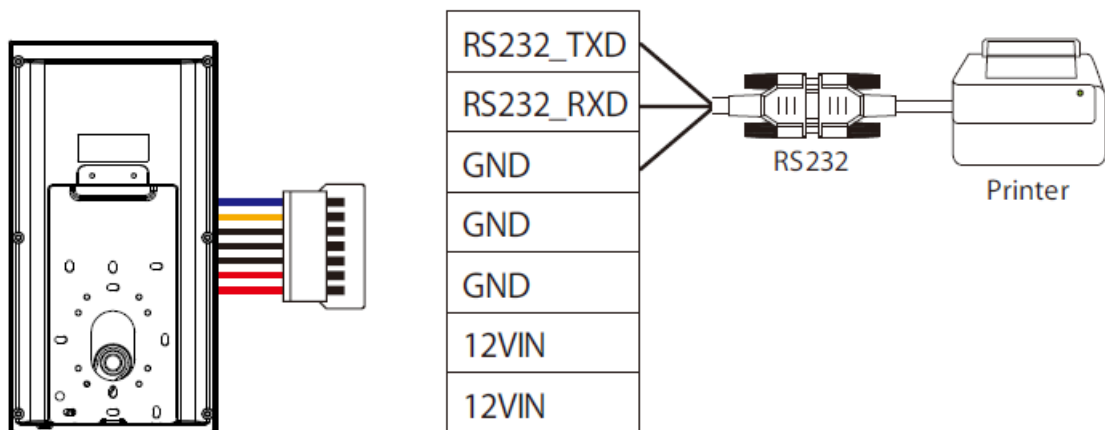 RS232_TXD
RS232_RXD
GND
GND
GND
12VIN
12VIN
RS232
Printer